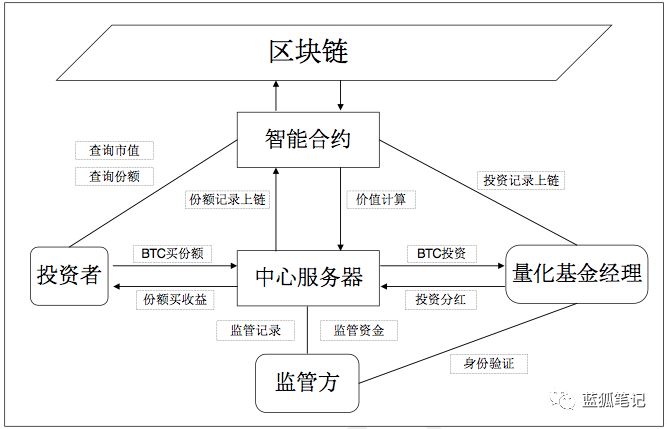 区块链
智能合约
查询市值
查询份额
份额记录上链
价值计算
投资记录上链
投资者
BTC买份额
份额买收益
中心服务器
BTC投资
投资分红
量化基金经理
监管记录
监管资金
监管方
身份验证
蓝狐笔记